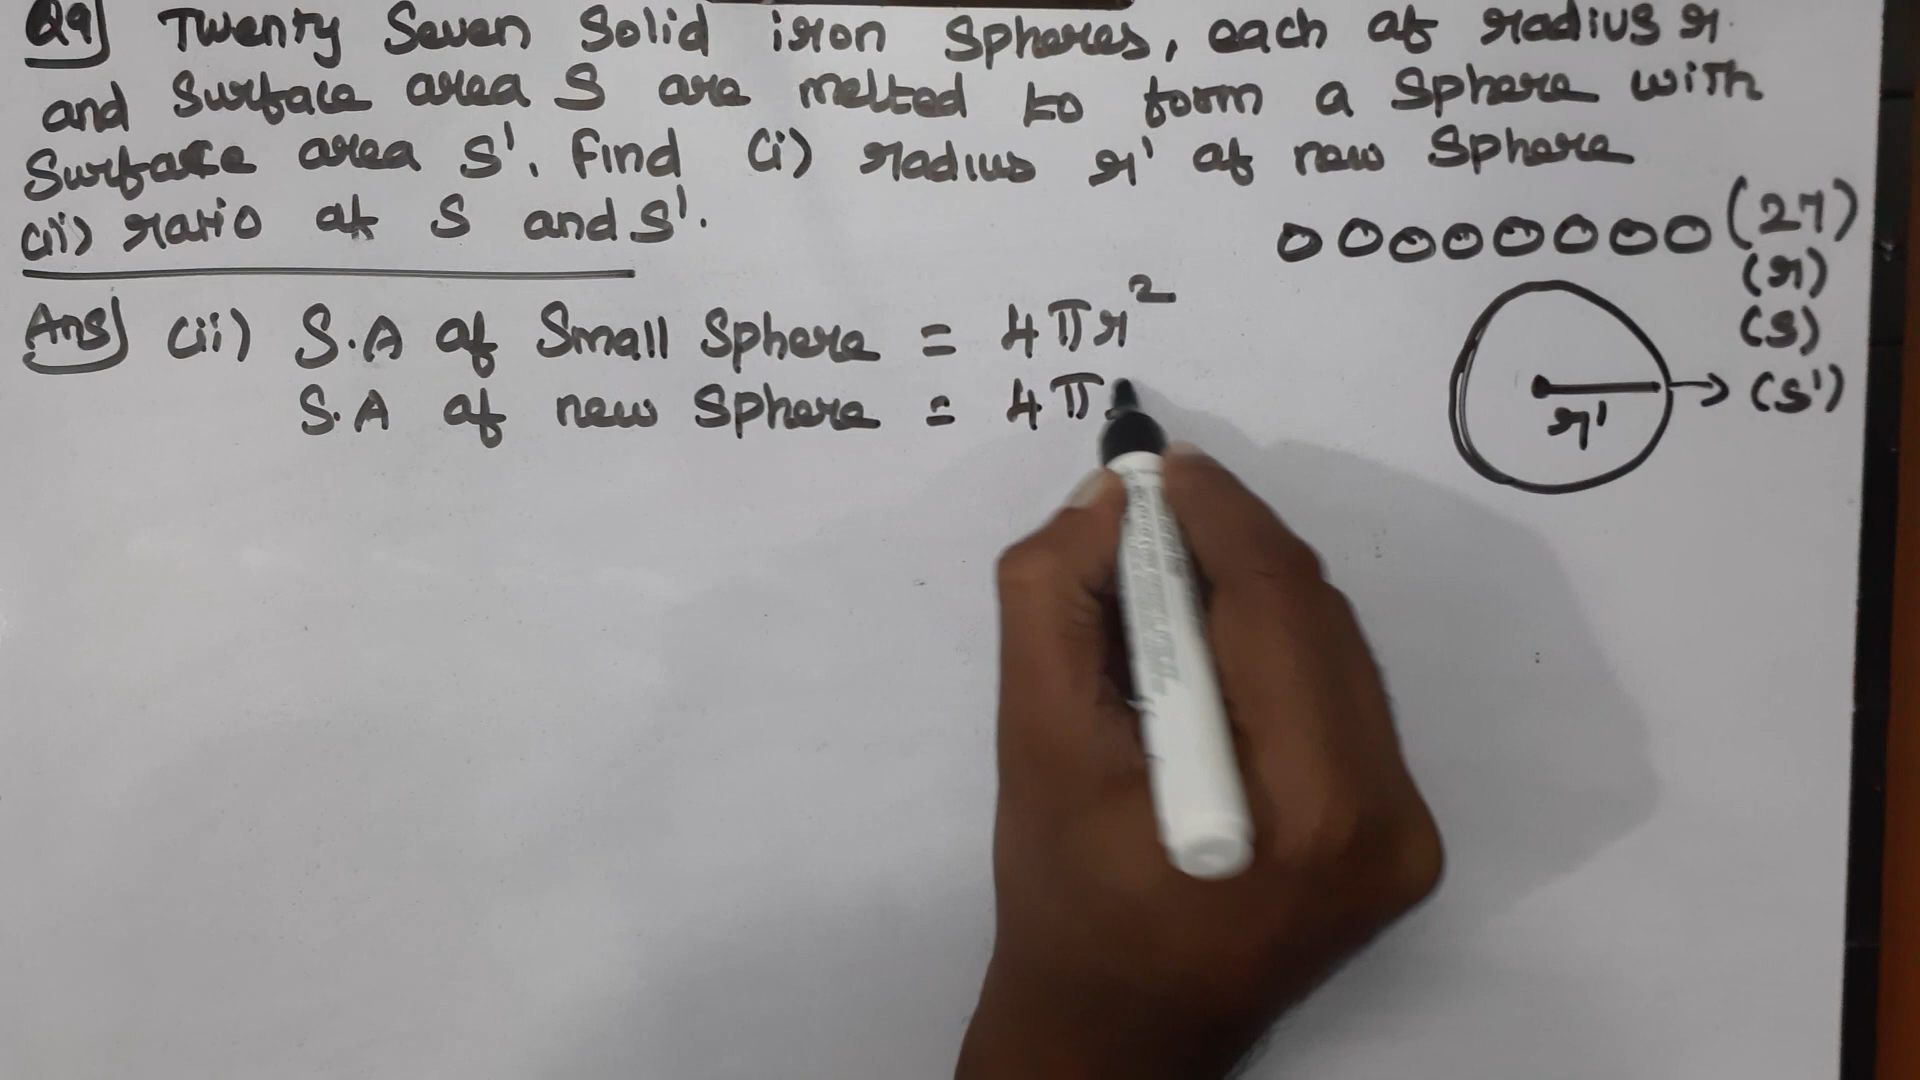 Q9) Twenty Seven Solid iron Spheres, each of radius r
and Surface area S are melted to form a Sphere with
Surface area S'. Find (i) radius r' of new Sphere
(ii) ratio of S and S'.
(27)
(r)
(S)
(S')
r'
Ans) (ii) S.A of Small Sphere = 4πr²
S.A of new Sphere = 4π